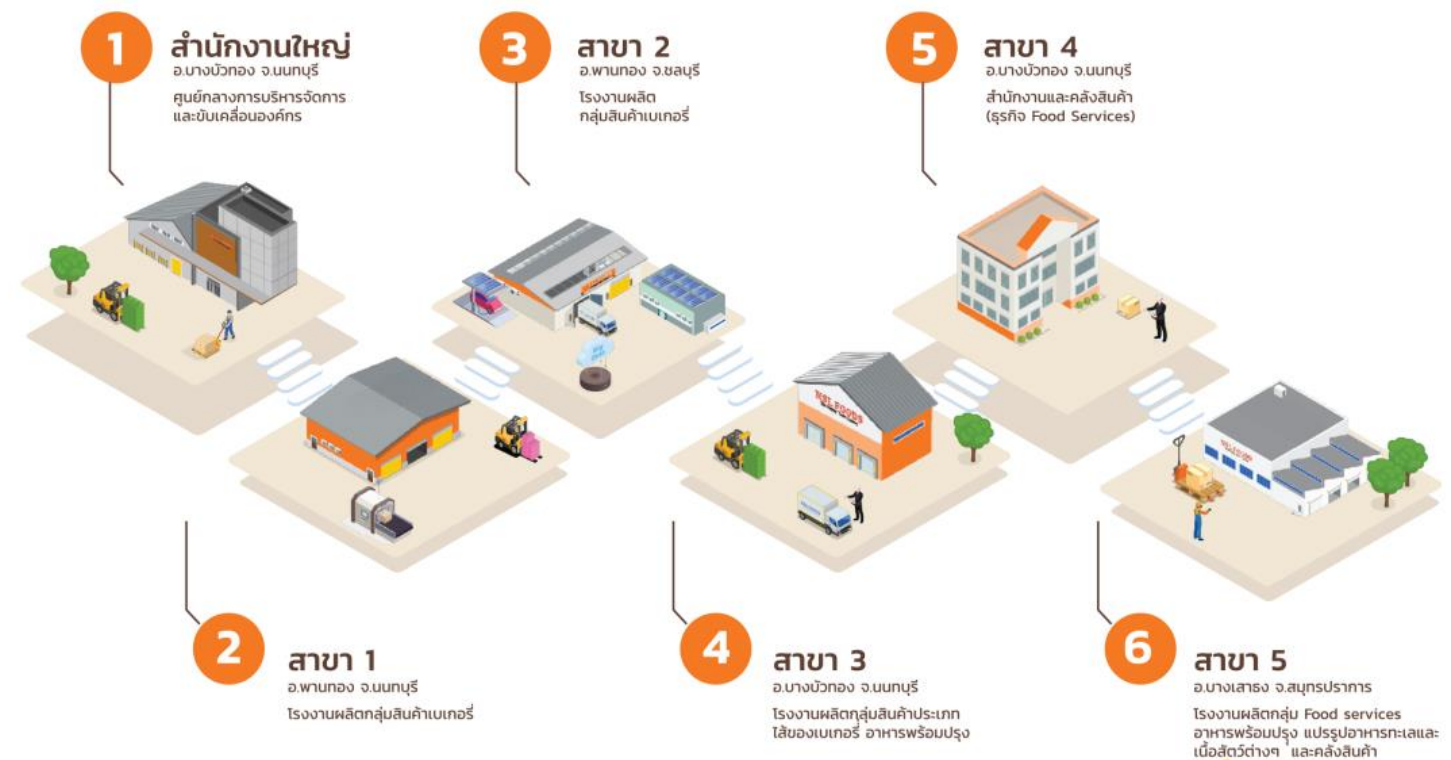 1
สำนักงานใหญ่
อ.บางบัวทอง จ.นนทบุรี
ศูนย์กลางการบริหารจัดการ
และขับเคลื่อนองค์กร
3
สาขา 2
อ.พานทอง จ.ชลบุรี
โรงงานผลิต
กลุ่มสินค้าเบเกอรี่
5
สาขา 4
อ.บางบัวทอง จ.นนทบุรี
สำนักงานและคลังสินค้า
(ธุรกิจ Food Services)
NSL FOODS
2
สาขา 1
อ.พานทอง จ.นนทบุรี
โรงงานผลิตกลุ่มสินค้าเบเกอรี่
4
สาขา 3
อ.บางบัวทอง จ.นนทบุรี
โรงงานผลิตกลุ่มสินค้าประเภท
ไส้ของเบเกอรี่ อาหารพร้อมปรุง
6
สาขา 5
อ.บางเสาธง จ.สมุทรปราการ
โรงงานผลิตกลุ่ม Food services
อาหารพร้อมปรุง แปรรูปอาหารทะเลและ
เนื้อสัตว์ต่างๆ และคลังสินค้า